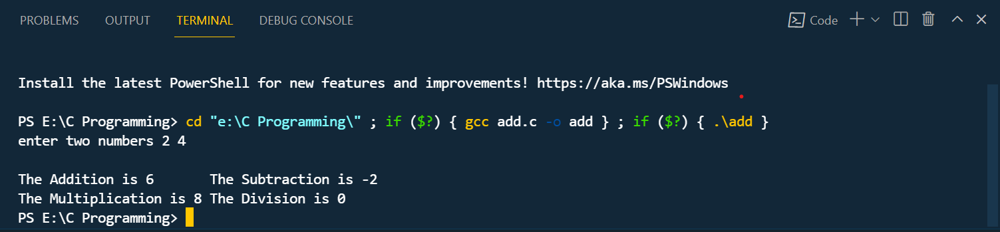 PROBLEMS OUTPUT TERMINAL DEBUG CONSOLE Code
Install the latest PowerShell for new features and improvements! https://aka.ms/PSWindows
PS E:\C Programming> cd "e:\C Programming\" ; if ($?) { gcc add.c -o add } ; if ($?) { .\add }
enter two numbers 2 4
The Addition is 6 The Subtraction is -2
The Multiplication is 8 The Division is 0
PS E:\C Programming>